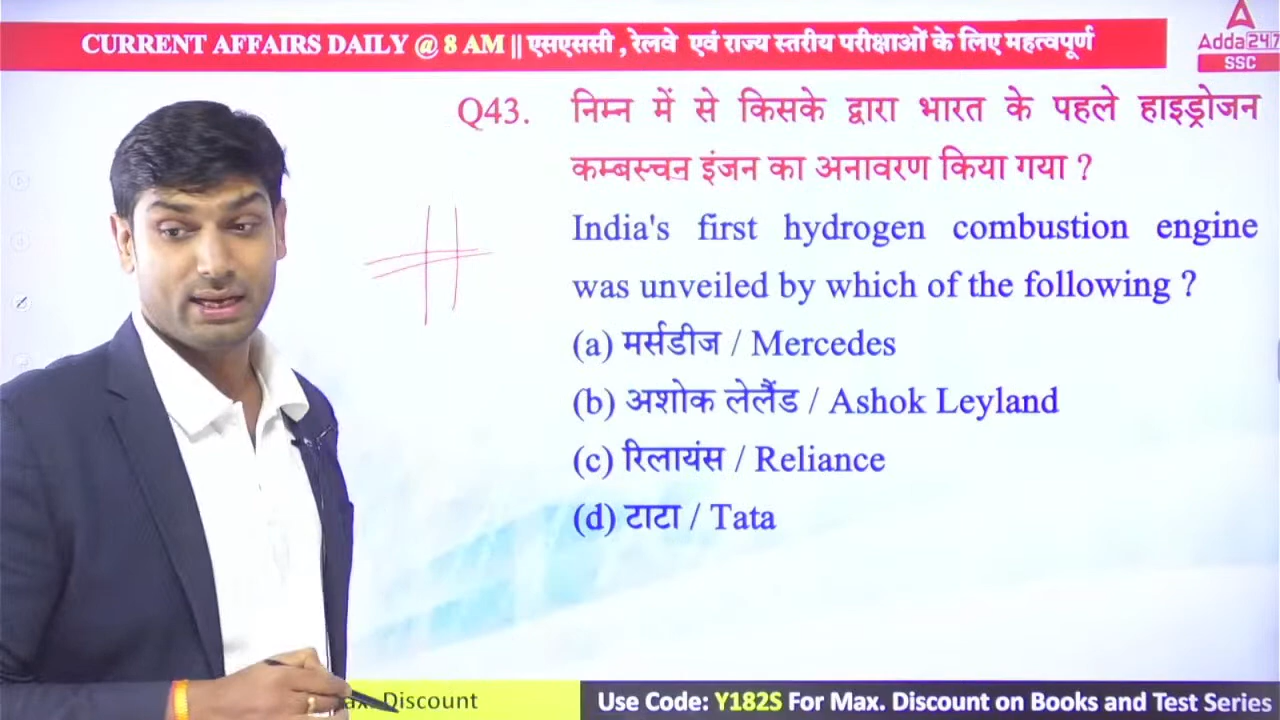 CURRENT AFFAIRS DAILY @ 8 AM || एसएससी , रेलवे एवं राज्य स्तरीय परीक्षाओं के लिए महत्वपूर्ण
Adda247
SSC
Q43. निम्न में से किसके द्वारा भारत के पहले हाइड्रोजन
कम्बस्चन इंजन का अनावरण किया गया ?
India's first hydrogen combustion engine
was unveiled by which of the following ?
(a) मर्सडीज / Mercedes
(b) अशोक लेलैंड / Ashok Leyland
(c) रिलायंस / Reliance
(d) टाटा / Tata
Discount
Use Code: Y182S For Max. Discount on Books and Test Series